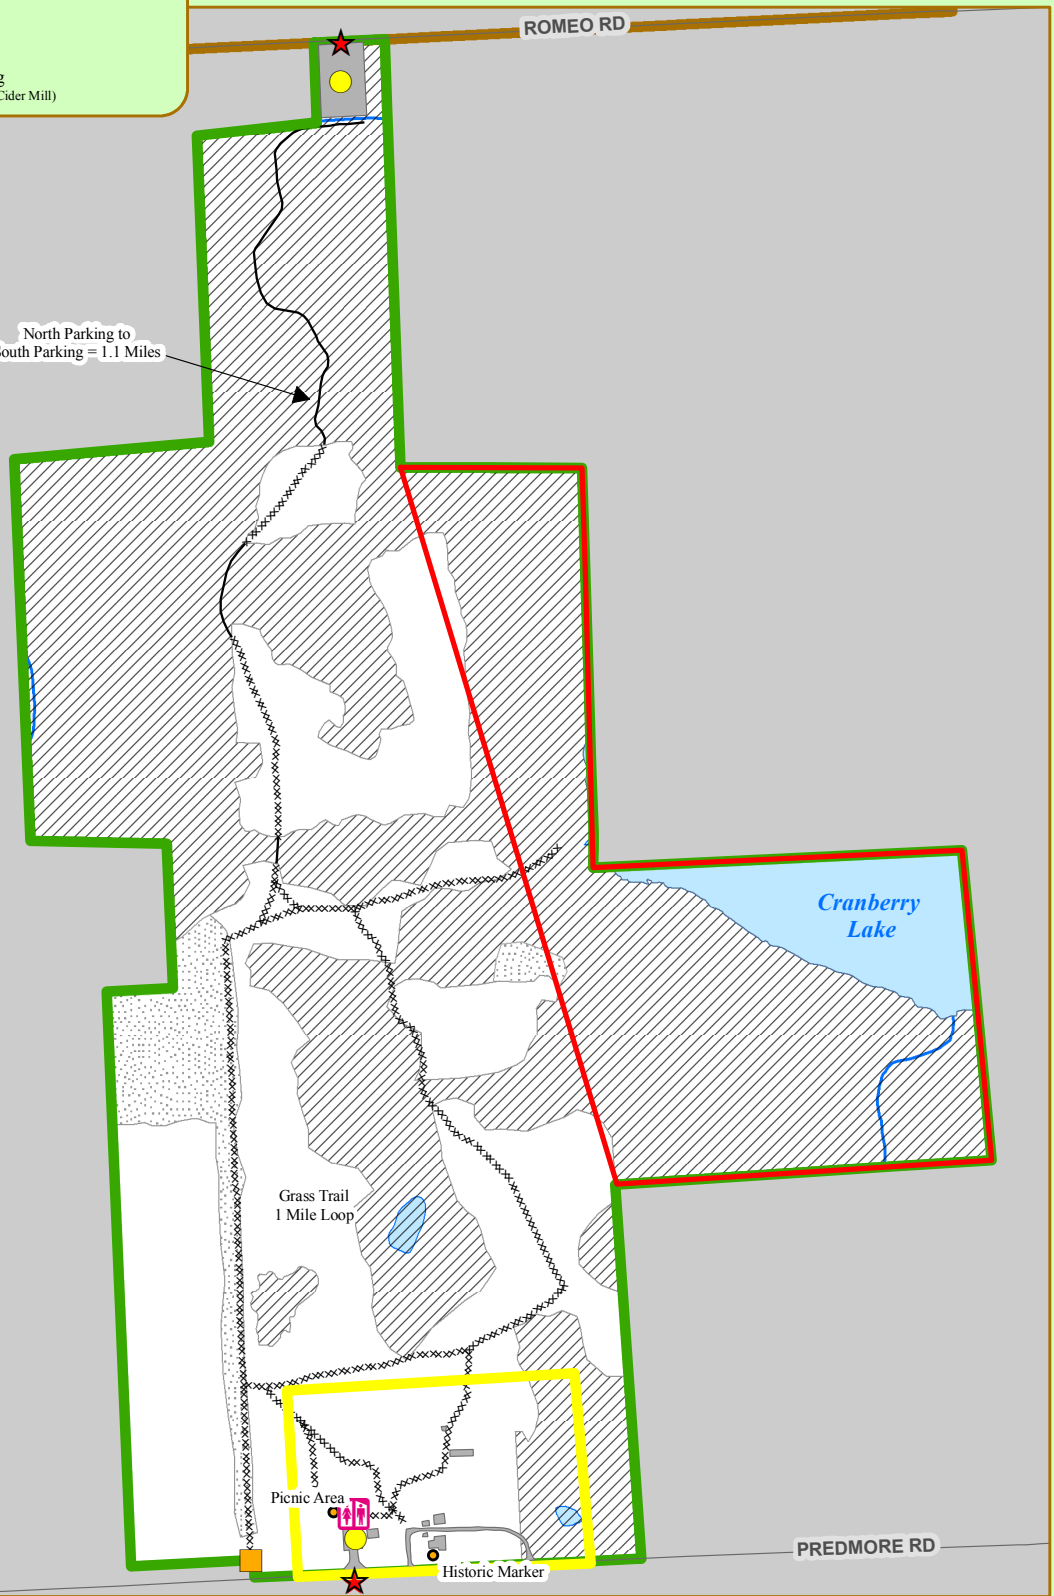 ROMEO RD
g
Cider Mill)
North Parking to
South Parking = 1.1 Miles
Cranberry
Lake
Grass Trail
1 Mile Loop
Picnic Area
Historic Marker
PREDMORE RD